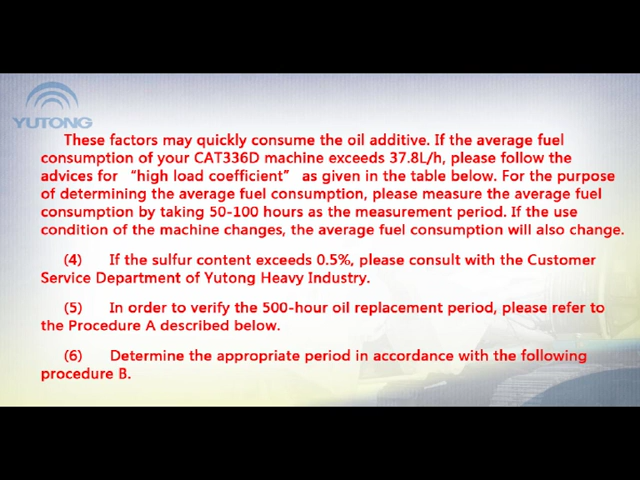 YUTONG
These factors may quickly consume the oil additive. If the average fuel
consumption of your CAT336D machine exceeds 37.8L/h, please follow the
advices for “high load coefficient” as given in the table below. For the purpose
of determining the average fuel consumption, please measure the average fuel
consumption by taking 50-100 hours as the measurement period. If the use
condition of the machine changes, the average fuel consumption will also change.
(4) If the sulfur content exceeds 0.5%, please consult with the Customer
Service Department of Yutong Heavy Industry.
(5) In order to verify the 500-hour oil replacement period, please refer to
the Procedure A described below.
(6) Determine the appropriate period in accordance with the following
procedure B.